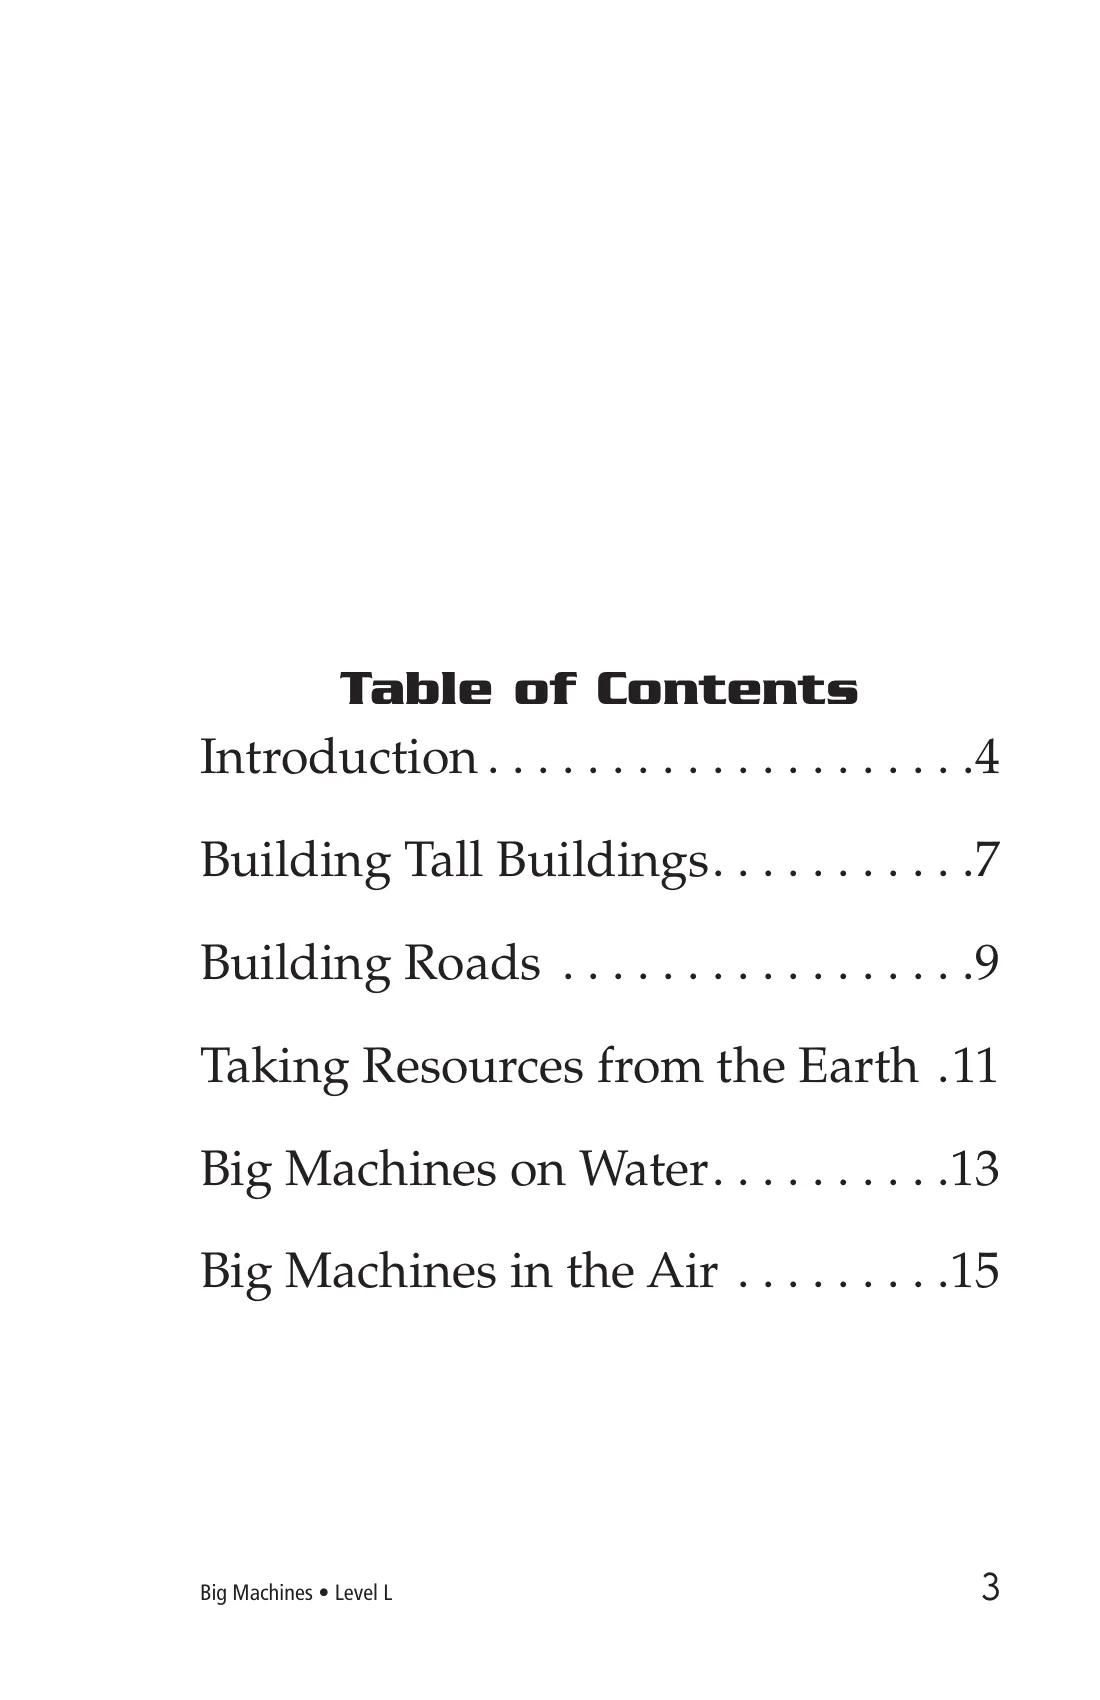 Table of Contents
Introduction . . . . . . . . . . . . . . . . . . . .4
Building Tall Buildings. . . . . . . . . . .7
Building Roads . . . . . . . . . . . . . . . . .9
Taking Resources from the Earth .11
Big Machines on Water. . . . . . . . . .13
Big Machines in the Air . . . . . . . . .15
Big Machines • Level L 3